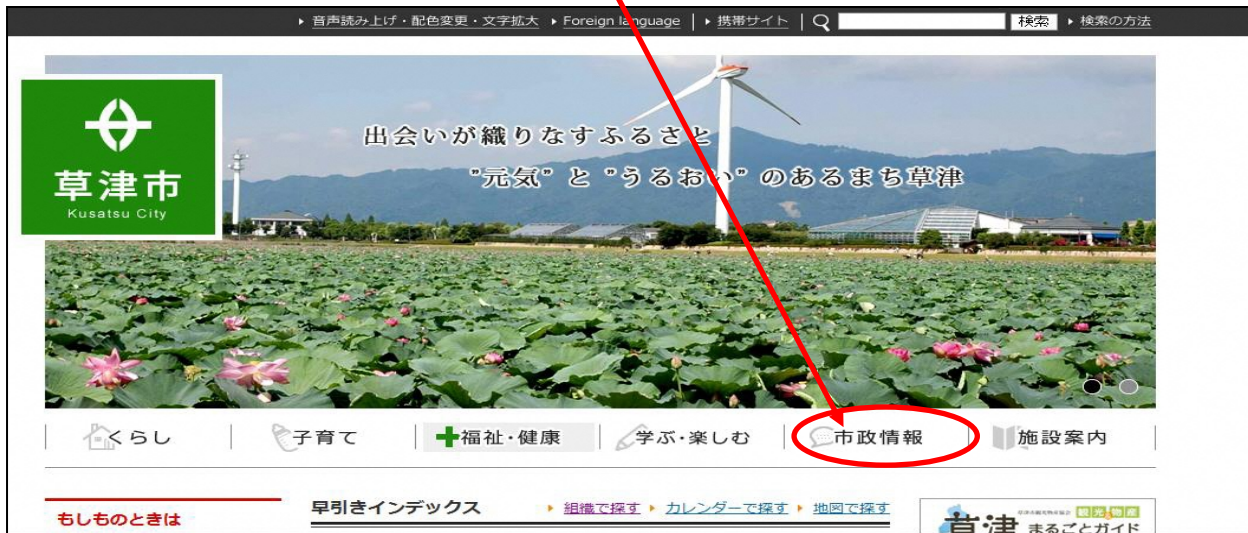 音声読み上げ・配色変更・文字拡大 Foreign language 携帯サイト 検索 検索の方法
草津市
Kusatsu City
出会いが織りなすふるさと
"元気" と "うるおい" のあるまち草津
くらし 子育て 福祉・健康 学ぶ・楽しむ 市政情報 施設案内
もしものときは
早引きインデックス 組織で探す カレンダーで探す 地図で探す
観光物産
草津 まるごとガイド